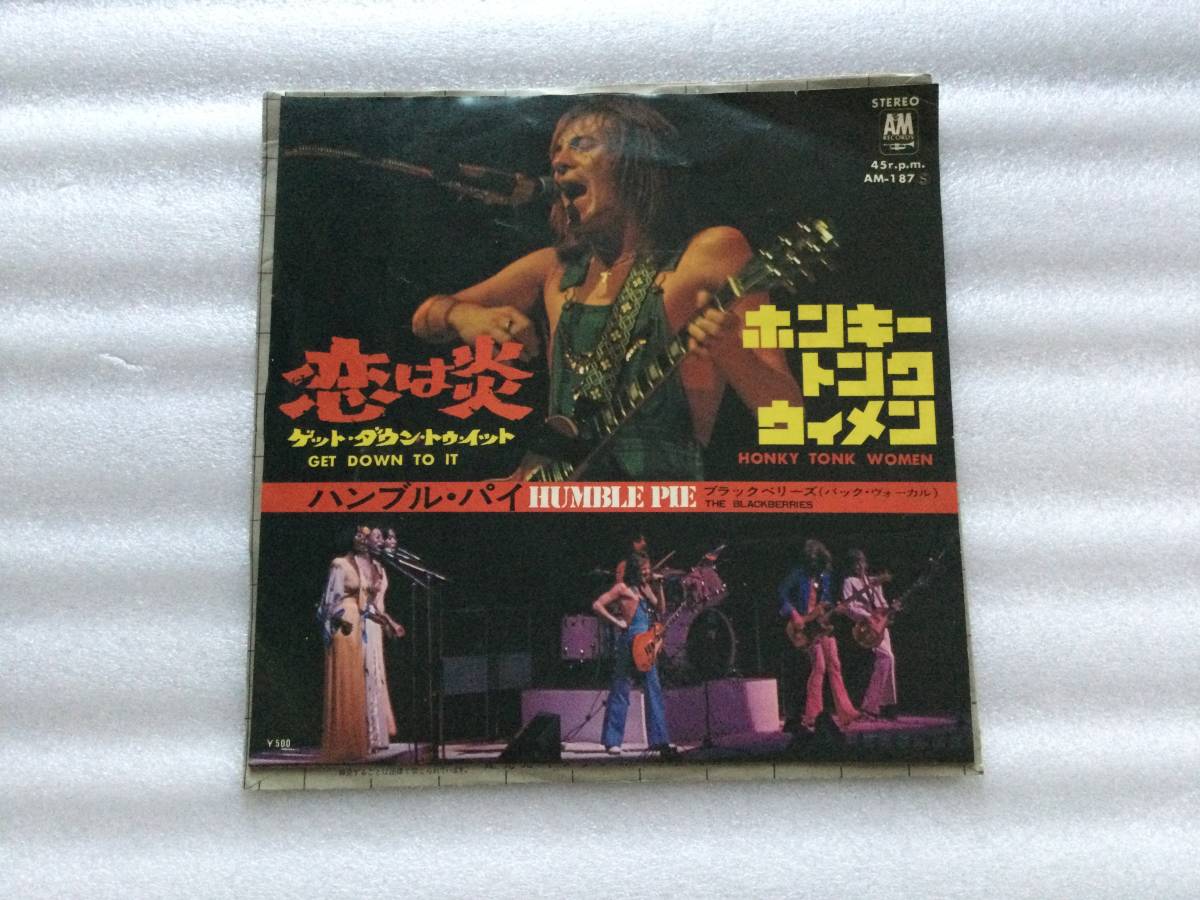 STEREO
AM
RECORDS
45r.p.m.
AM-187 S
恋は炎
ゲット・ダウン・トゥ・イット
GET DOWN TO IT
ホンキー
トンク
ウィメン
HONKY TONK WOMEN
ハンブル・パイ HUMBLE PIE ブラックベリーズ(バック・ヴォーカル)
THE BLACKBERRIES
¥500